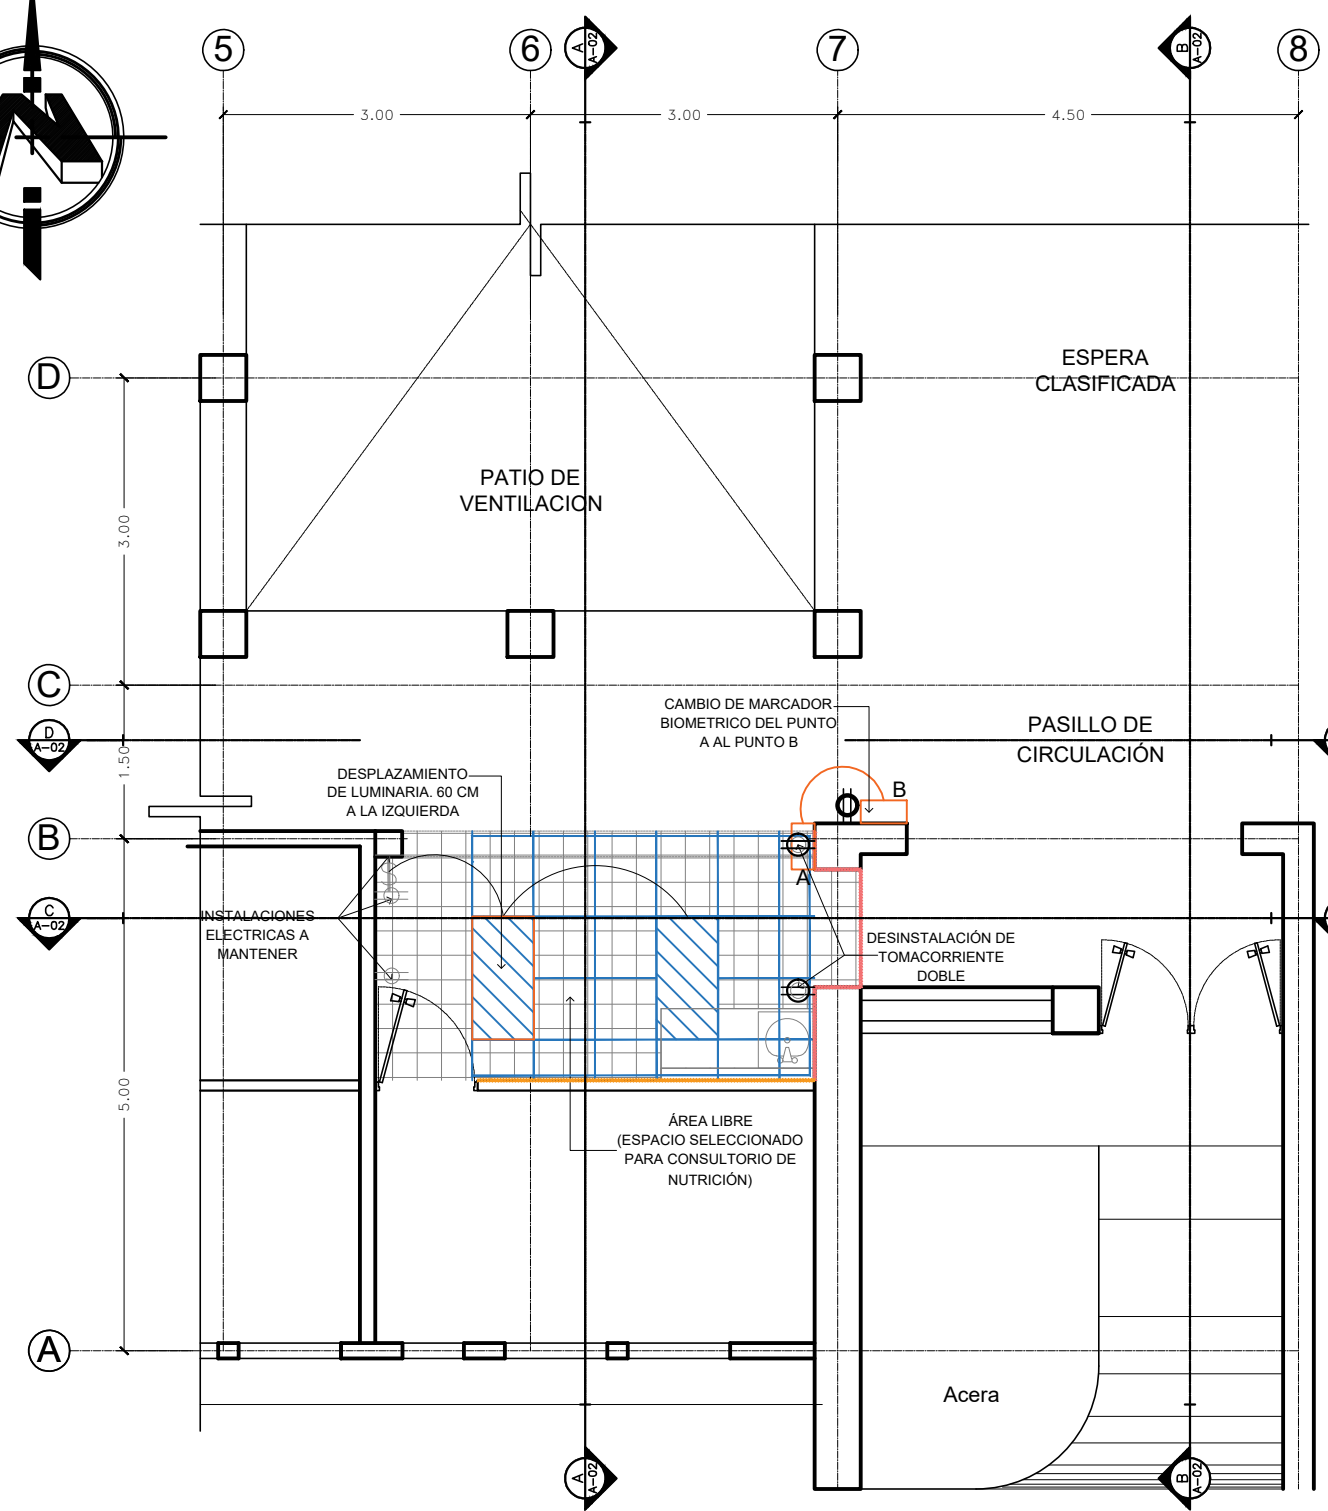 5
6
A
A-02
7
B
A-02
8
3.00
3.00
4.50
N
D
ESPERA
CLASIFICADA
PATIO DE
VENTILACION
3.00
C
CAMBIO DE MARCADOR
BIOMETRICO DEL PUNTO
A AL PUNTO B
PASILLO DE
CIRCULACIÓN
D
A-02
1.50
DESPLAZAMIENTO
DE LUMINARIA. 60 CM
A LA IZQUIERDA
B
B
A
C
A-02
INSTALACIONES
ELECTRICAS A
MANTENER
DESINSTALACIÓN DE
TOMACORRIENTE
DOBLE
5.00
ÁREA LIBRE
(ESPACIO SELECCIONADO
PARA CONSULTORIO DE
NUTRICIÓN)
A
Acera
A
A-02
B
A-02